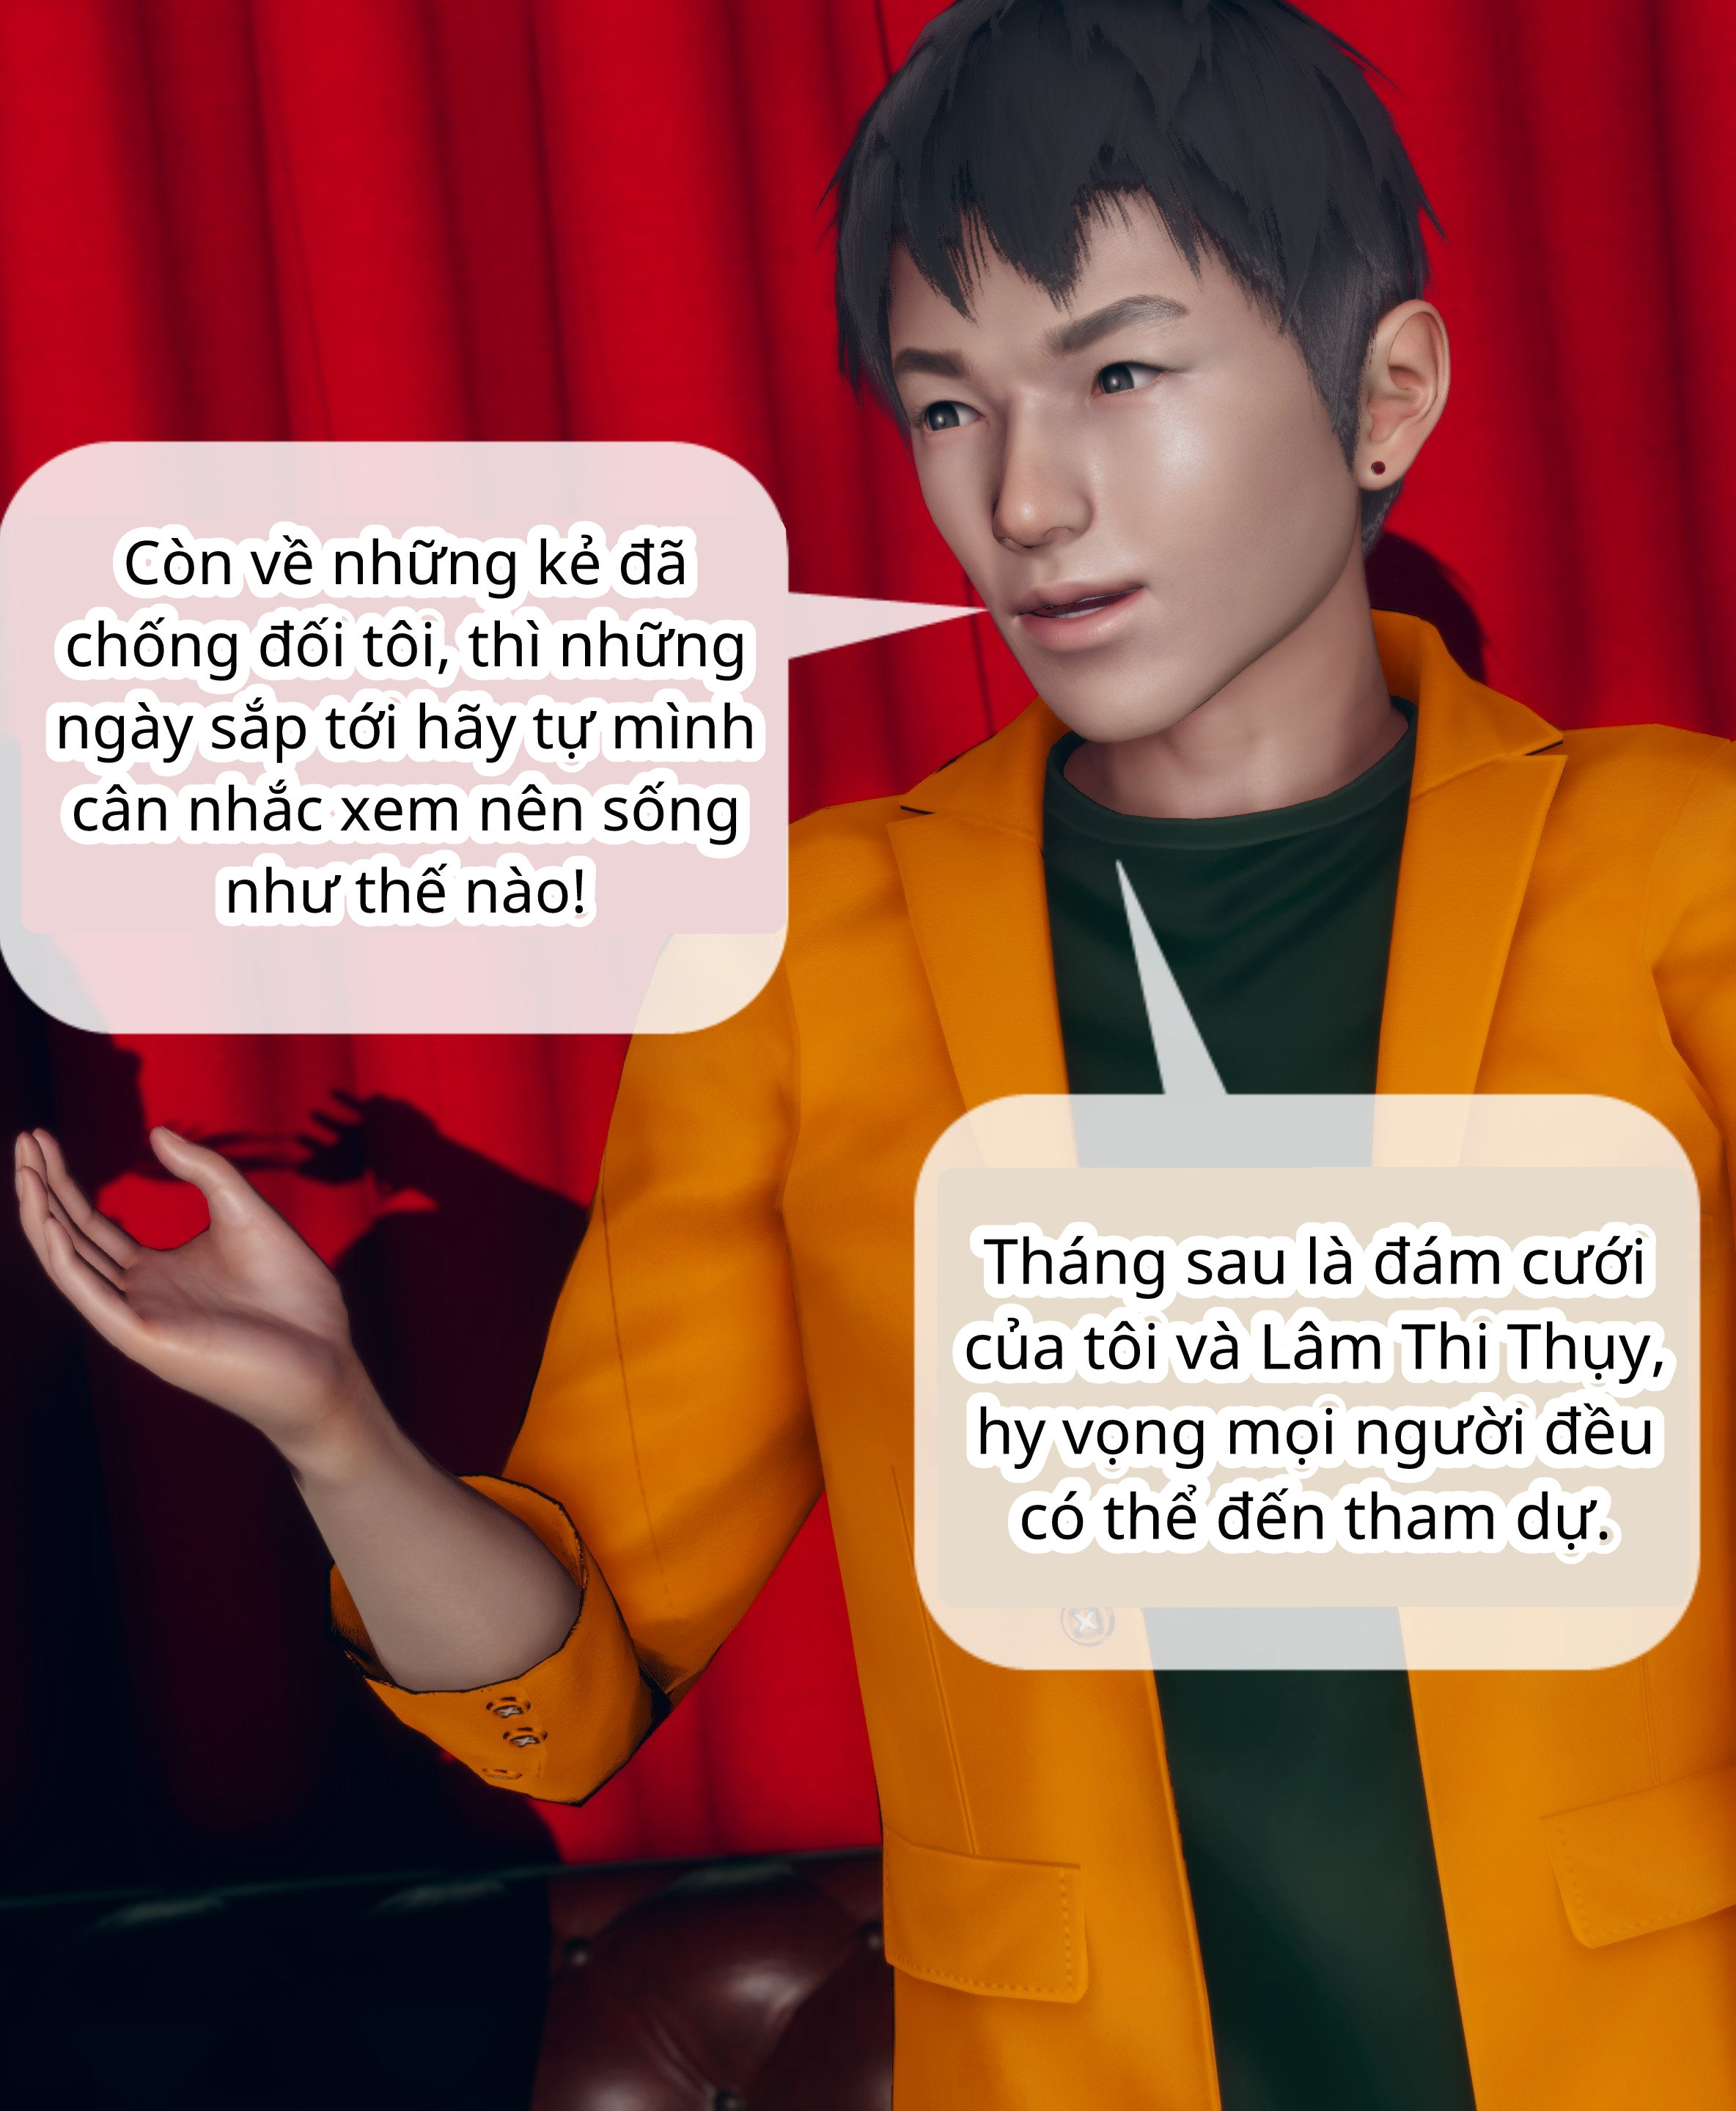 Còn về những kẻ đã
chống đối tôi, thì những
ngày sắp tới hãy tự mình
cân nhắc xem nên sống
như thế nào!
Tháng sau là đám cưới
của tôi và Lâm Thi Thụy,
hy vọng mọi người đều
có thể đến tham dự.